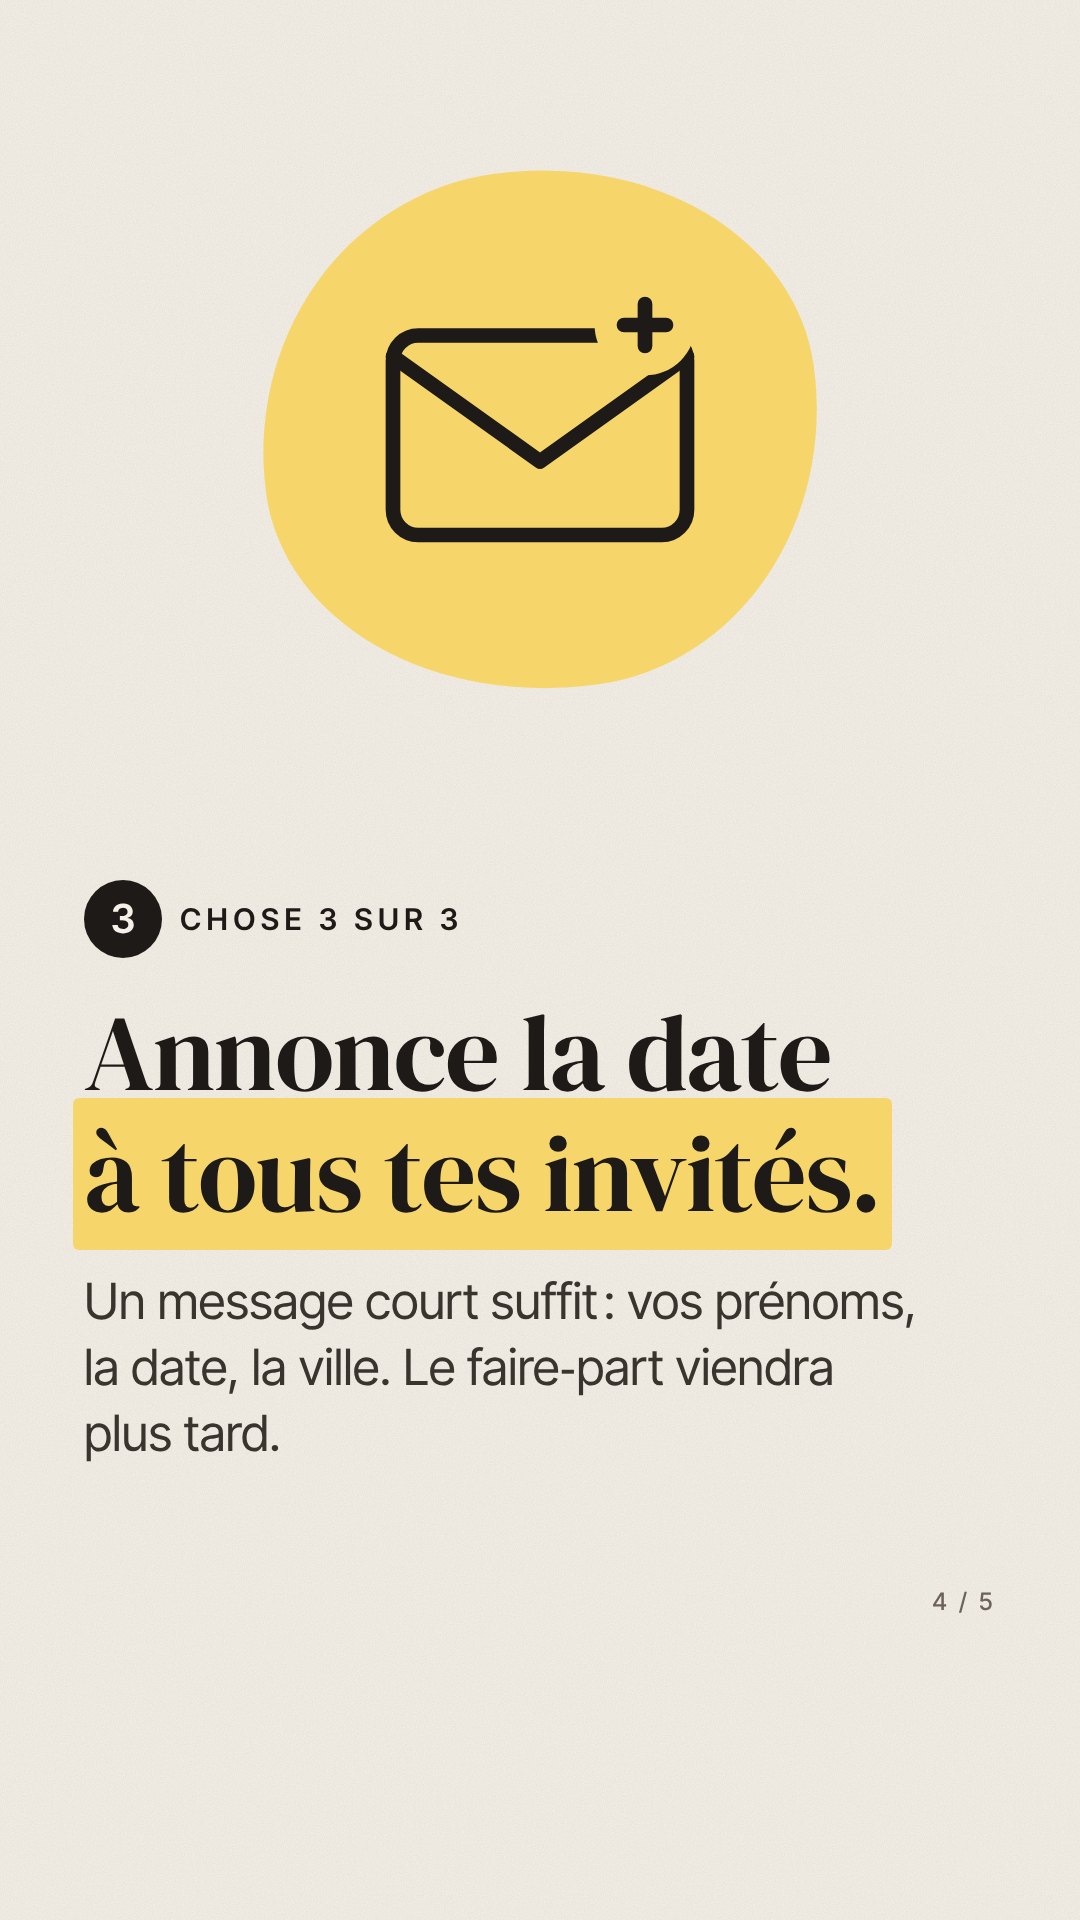 3 CHOSE 3 SUR 3
Annonce la date
à tous tes invités.
Un message court suffit : vos prénoms,
la date, la ville. Le faire-part viendra
plus tard.
4 / 5